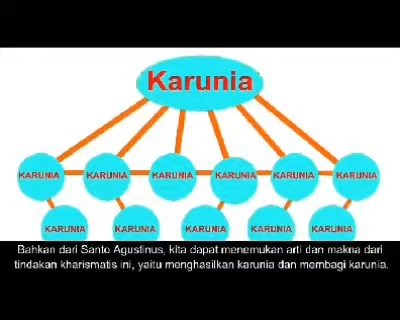 Karunia
KARUNIA KARUNIA KARUNIA KARUNIA KARUNIA KARUNIA
KARUNIA KARUNIA KARUNIA KARUNIA KARUNIA
Bahkan dari Santo Agustinus, kita dapat menemukan arti dan makna dari
tindakan kharismatis ini, yaitu menghasilkan karunia dan membagi karunia.